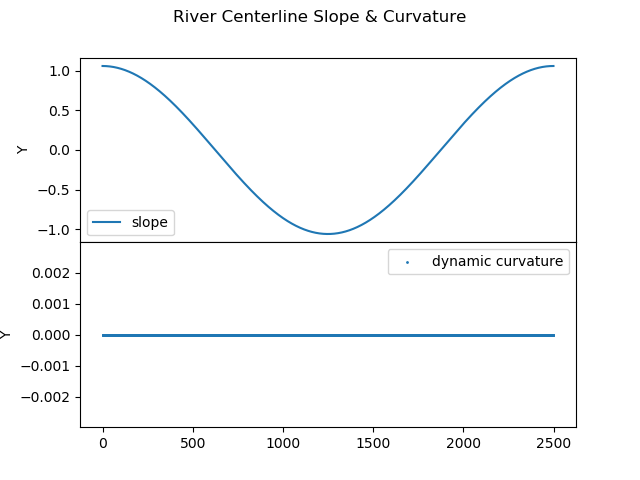 River Centerline Slope & Curvature
1.0
0.5
0.0
−0.5
−1.0
Y
slope
dynamic curvature
0.002
0.001
0.000
−0.001
−0.002
Y
0 500 1000 1500 2000 2500